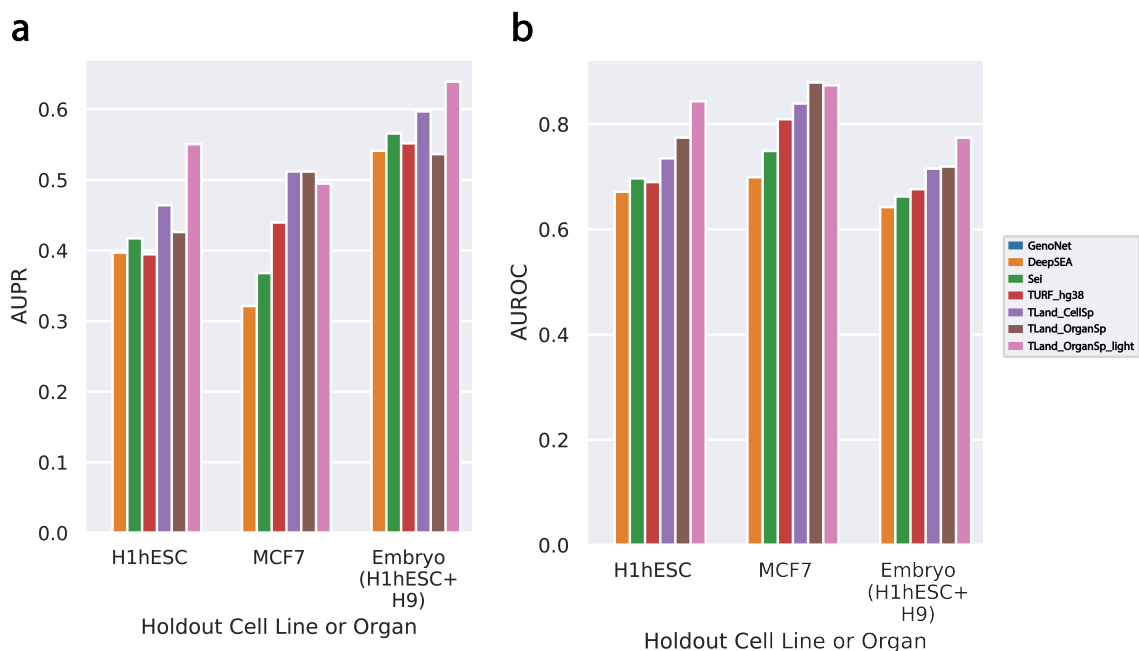 a
AUPR
0.6
0.5
0.4
0.3
0.2
0.1
0.0
H1hESC
MCF7
Embryo
(H1hESC+
H9)
Holdout Cell Line or Organ
b
AUROC
0.8
0.6
0.4
0.2
0.0
H1hESC
MCF7
Embryo
(H1hESC+
H9)
Holdout Cell Line or Organ
GenoNet
DeepSEA
Sei
TURF_hg38
TLand_CellSp
TLand_OrganSp
TLand_OrganSp_light